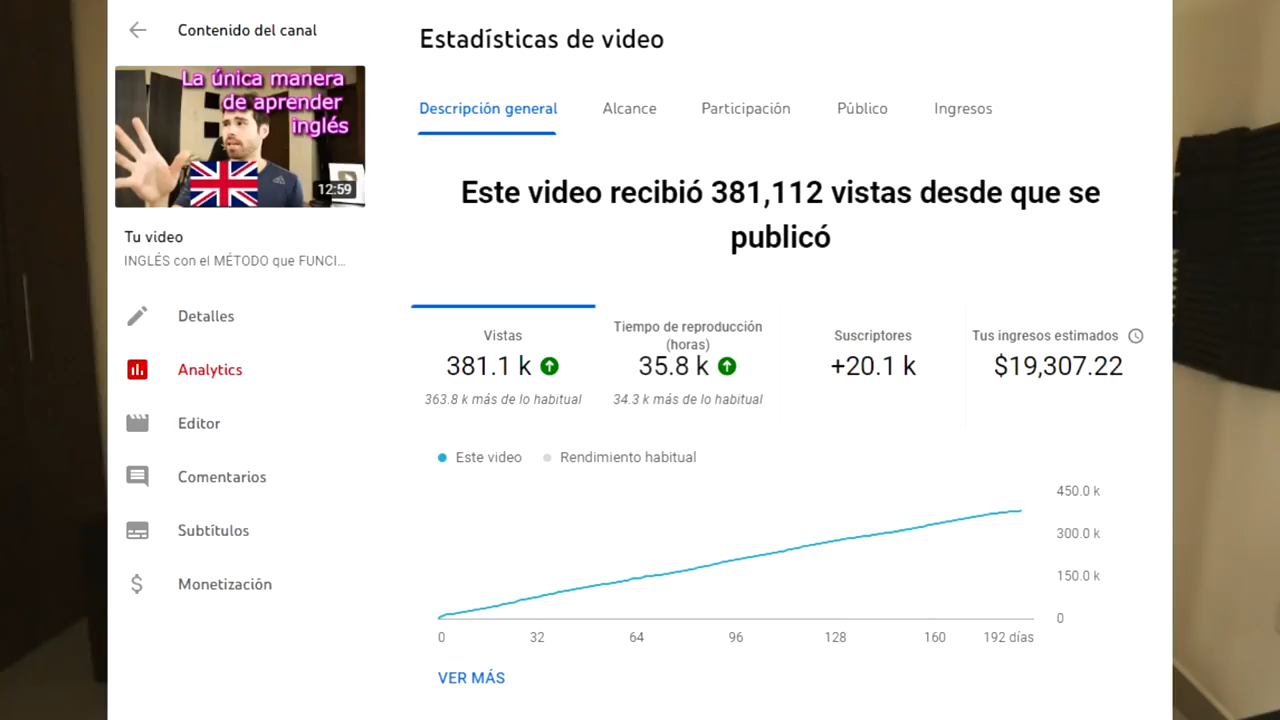 Contenido del canal
La única manera
de aprender
inglés
12:59
Tu video
INGLÉS con el MÉTODO que FUNCI...
Detalles
Analytics
Editor
Comentarios
Subtítulos
Monetización
Estadísticas de video
Descripción general Alcance Participación Público Ingresos
Este video recibió 381,112 vistas desde que se
publicó
Vistas
381.1 k
363.8 k más de lo habitual
Tiempo de reproducción
(horas)
35.8 k
34.3 k más de lo habitual
Suscriptores
+20.1 k
Tus ingresos estimados
$19,307.22
Este video Rendimiento habitual
450.0 k
300.0 k
150.0 k
0
0 32 64 96 128 160 192 días
VER MÁS